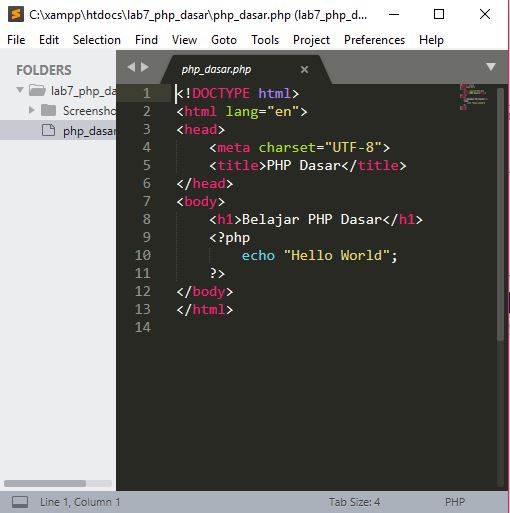 C:\xampp\htdocs\lab7_php_dasar\php_dasar.php (lab7_php_d...
File Edit Selection Find View Goto Tools Project Preferences Help
FOLDERS
lab7_php_da
Screensho
php_dasar
php_dasar.php
1 <!DOCTYPE html>
2 <html lang="en">
3 <head>
4 <meta charset="UTF-8">
5 <title>PHP Dasar</title>
6 </head>
7 <body>
8 <h1>Belajar PHP Dasar</h1>
9 <?php
10 echo "Hello World";
11 ?>
12 </body>
13 </html>
14
Line 1, Column 1 Tab Size: 4 PHP